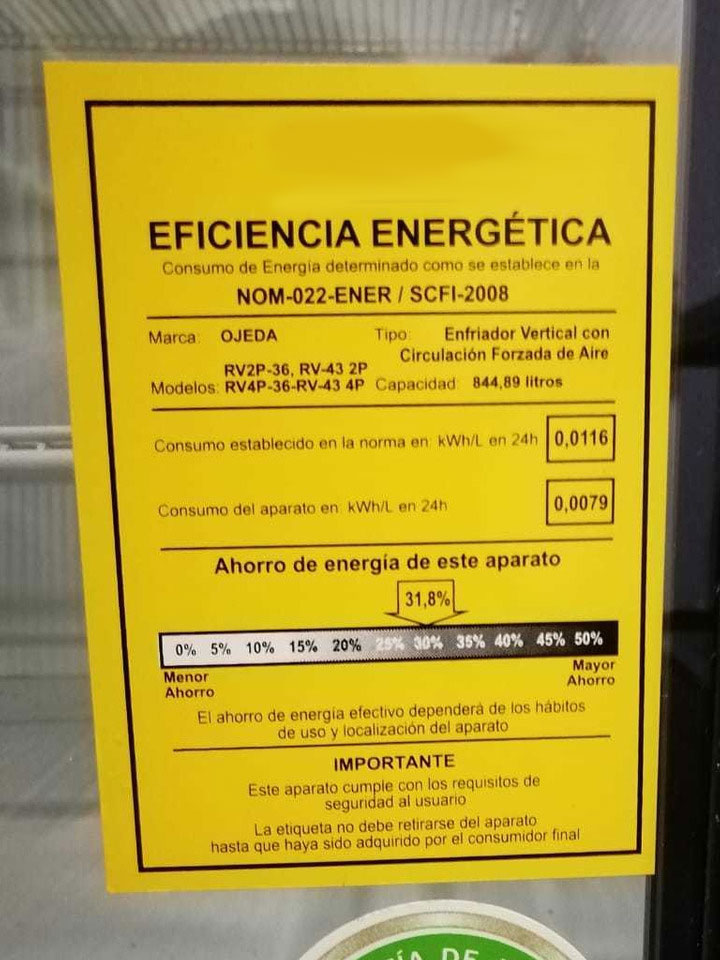 EFICIENCIA ENERGÉTICA
Consumo de Energía determinado como se establece en la
NOM-022-ENER / SCFI-2008
Marca: OJEDA
Tipo: Enfriador Vertical con
Circulación Forzada de Aire
RV2P-36, RV-43 2P
Modelos: RV4P-36-RV-43 4P
Capacidad: 844,89 litros
Consumo establecido en la norma en kWh/L en 24h 0,0116
Consumo del aparato en kWh/L en 24h 0,0079
Ahorro de energía de este aparato
31,8%
0% 5% 10% 15% 20% 25% 30% 35% 40% 45% 50%
Menor
Ahorro
Mayor
Ahorro
El ahorro de energía efectivo dependerá de los hábitos
de uso y localización del aparato
IMPORTANTE
Este aparato cumple con los requisitos de
seguridad al usuario
La etiqueta no debe retirarse del aparato
hasta que haya sido adquirido por el consumidor final
DE